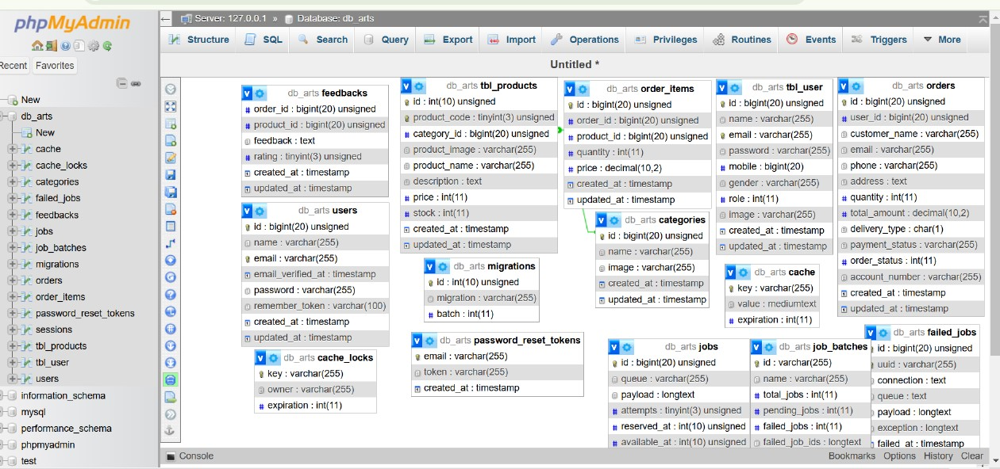 phpMyAdmin
Recent
Favorites
New
db_arts
New
cache
cache_locks
categories
failed_jobs
feedbacks
jobs
job_batches
migrations
orders
order_items
password_reset_tokens
sessions
tbl_products
tbl_user
users
information_schema
mysql
performance_schema
phpmyadmin
test
Server: 127.0.0.1 » Database: db_arts
Structure SQL Search Query Export Import Operations Privileges Routines Events Triggers More
Untitled *
db_arts feedbacks
order_id : bigint(20) unsigned
product_id : bigint(20) unsigned
feedback : text
rating : tinyint(3) unsigned
created_at : timestamp
updated_at : timestamp
db_arts users
id : bigint(20) unsigned
name : varchar(255)
email : varchar(255)
email_verified_at : timestamp
password : varchar(255)
remember_token : varchar(100)
created_at : timestamp
updated_at : timestamp
db_arts cache_locks
key : varchar(255)
owner : varchar(255)
expiration : int(11)
db_arts tbl_products
id : int(10) unsigned
product_code : tinyint(3) unsigned
category_id : bigint(20) unsigned
product_image : varchar(255)
product_name : varchar(255)
description : text
price : int(11)
stock : int(11)
created_at : timestamp
updated_at : timestamp
db_arts migrations
id : int(10) unsigned
migration : varchar(255)
batch : int(11)
db_arts password_reset_tokens
email : varchar(255)
token : varchar(255)
created_at : timestamp
db_arts order_items
id : bigint(20) unsigned
order_id : bigint(20) unsigned
product_id : bigint(20) unsigned
quantity : int(11)
price : decimal(10,2)
created_at : timestamp
updated_at : timestamp
db_arts categories
id : bigint(20) unsigned
name : varchar(255)
image : varchar(255)
created_at : timestamp
updated_at : timestamp
db_arts tbl_user
id : bigint(20) unsigned
name : varchar(255)
email : varchar(255)
password : varchar(255)
mobile : bigint(20)
gender : varchar(255)
role : int(11)
image : varchar(255)
created_at : timestamp
updated_at : timestamp
db_arts cache
key : varchar(255)
value : mediumtext
expiration : int(11)
db_arts orders
id : bigint(20) unsigned
user_id : bigint(20) unsigned
customer_name : varchar(255)
email : varchar(255)
phone : varchar(255)
address : text
quantity : int(11)
total_amount : decimal(10,2)
delivery_type : char(1)
payment_status : varchar(255)
order_status : int(11)
account_number : varchar(255)
created_at : timestamp
updated_at : timestamp
db_arts jobs
id : bigint(20) unsigned
queue : varchar(255)
payload : longtext
attempts : tinyint(3) unsigned
reserved_at : int(10) unsigned
available_at : int(10) unsigned
db_arts job_batches
id : varchar(255)
name : varchar(255)
total_jobs : int(11)
pending_jobs : int(11)
failed_jobs : int(11)
failed_job_ids : longtext
db_arts failed_jobs
id : bigint(20) unsigned
uuid : varchar(255)
connection : text
queue : text
payload : longtext
exception : longtext
failed_at : timestamp
Console
Bookmarks Options History Clear